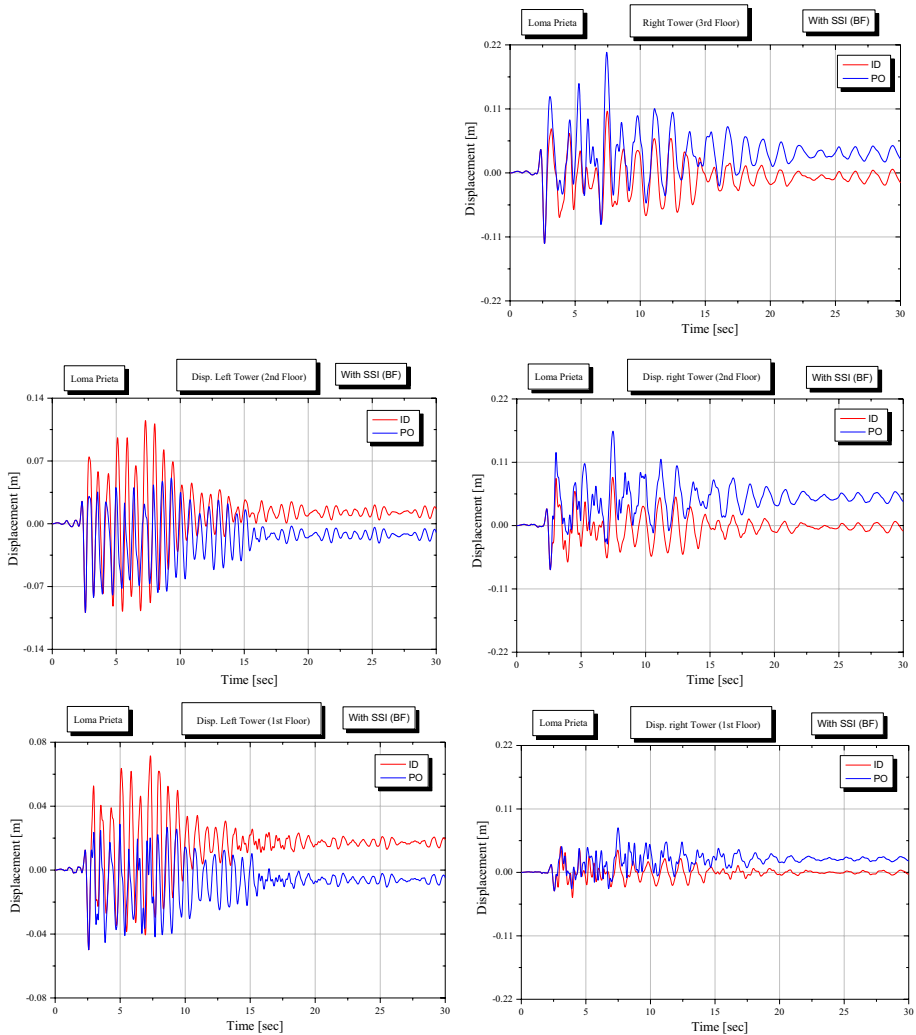 Loma Prieta
Right Tower (3rd Floor)
With SSI (BF)
0.22
0.11
0.00
-0.11
-0.22
Displacement [m]
ID
PO
0 5 10 15 20 25 30
Time [sec]
Loma Prieta
Disp. Left Tower (2nd Floor)
With SSI (BF)
0.14
0.07
0.00
-0.07
-0.14
Displacement [m]
ID
PO
0 5 10 15 20 25 30
Time [sec]
Loma Prieta
Disp. right Tower (2nd Floor)
With SSI (BF)
0.22
0.11
0.00
-0.11
-0.22
Displacement [m]
ID
PO
0 5 10 15 20 25 30
Time [sec]
Loma Prieta
Disp. Left Tower (1st Floor)
With SSI (BF)
0.08
0.04
0.00
-0.04
-0.08
Displacement [m]
ID
PO
0 5 10 15 20 25 30
Time [sec]
Loma Prieta
Disp. right Tower (1st Floor)
With SSI (BF)
0.22
0.11
0.00
-0.11
-0.22
Displacement [m]
ID
PO
0 5 10 15 20 25 30
Time [sec]